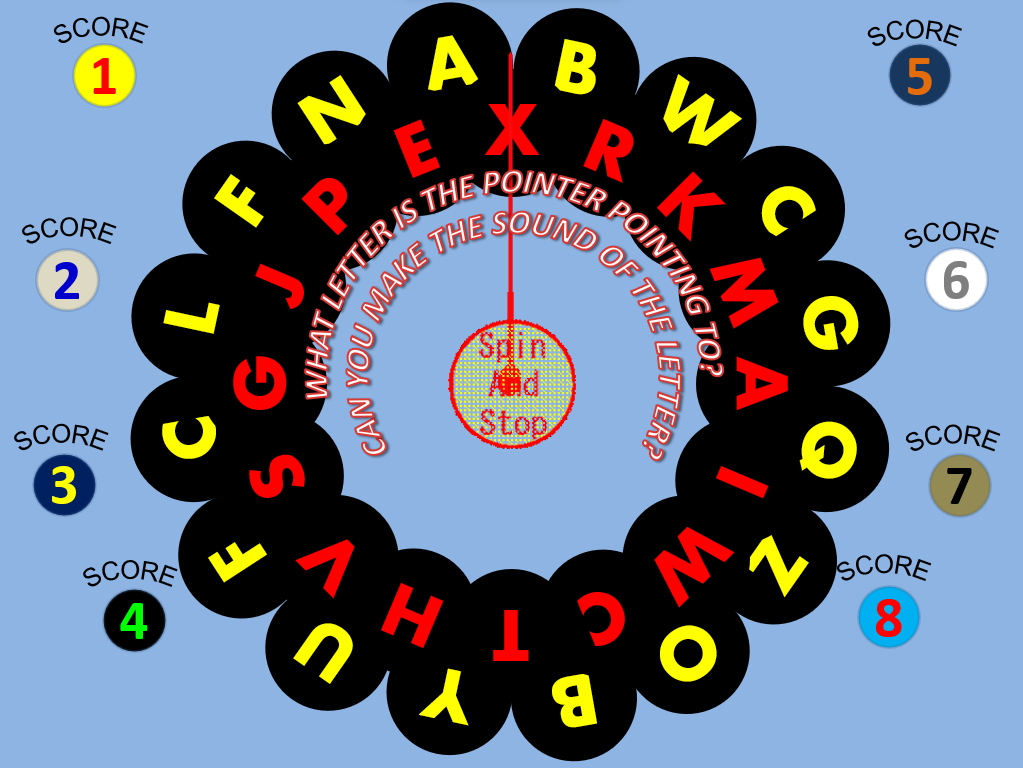 SCORE
1
SCORE
2
SCORE
3
SCORE
4
SCORE
5
SCORE
6
SCORE
7
SCORE
8
A
B
W
C
G
Q
Z
O
B
Y
U
F
C
L
F
N
X
R
K
M
A
I
W
C
T
H
V
S
G
J
P
E
WHAT LETTER IS THE POINTER POINTING TO?
CAN YOU MAKE THE SOUND OF THE LETTER?
Spin
And
Stop